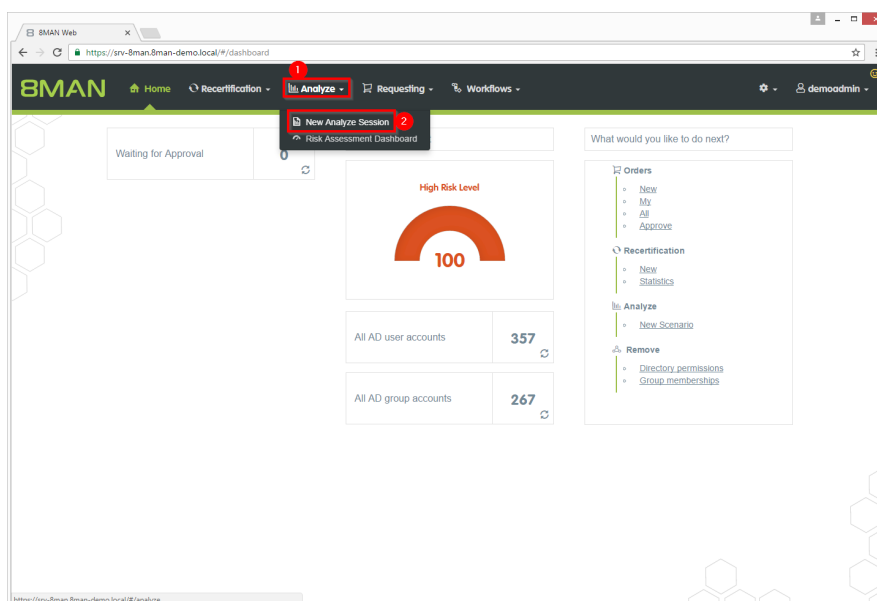 8MAN Web
https://srv-8man.8man-demo.local/#/dashboard
1
8MAN Home Recertification Analyze Requesting Workflows demoadmin
New Analyze Session 2
Risk Assessment Dashboard
Waiting for Approval 0
What would you like to do next?
High Risk Level
100
All AD user accounts 357
All AD group accounts 267
Orders
New
My
All
Approve
Recertification
New
Statistics
Analyze
New Scenario
Remove
Directory permissions
Group memberships
https://srv-8man.8man-demo.local/#/analyze